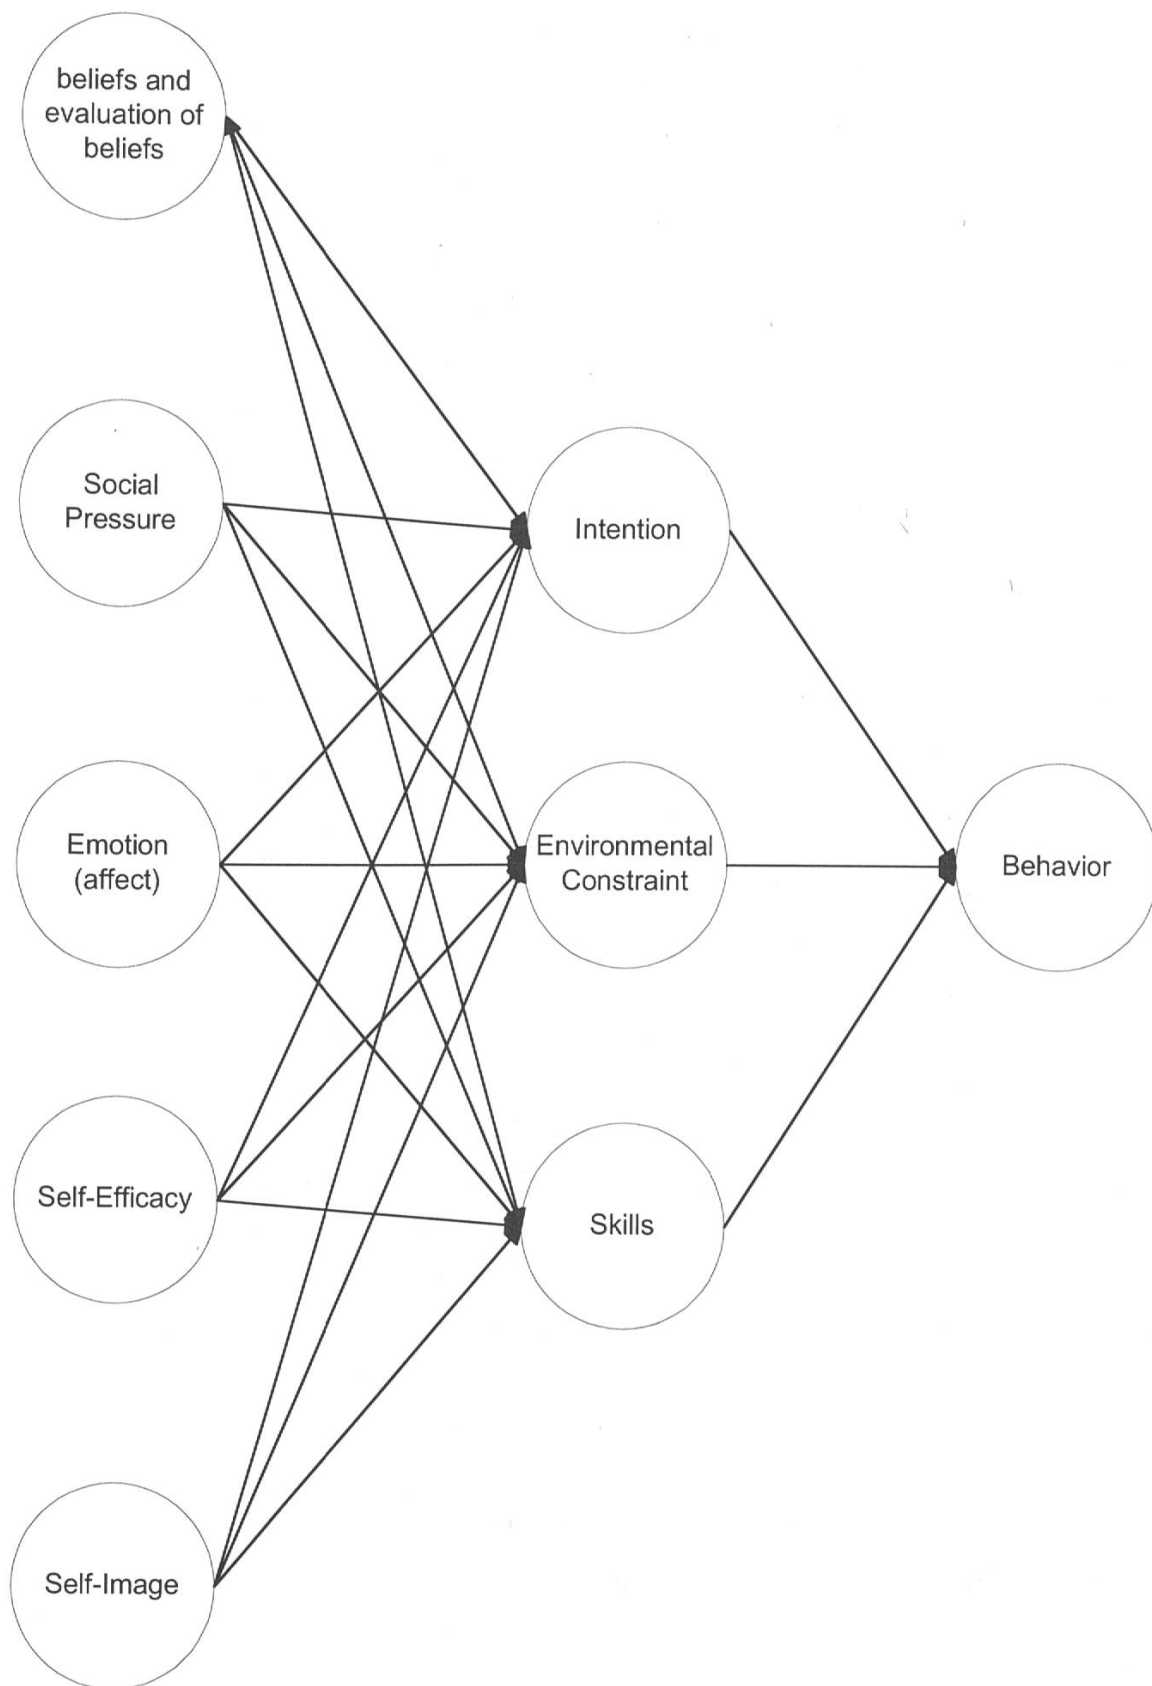 beliefs and
evaluation of
beliefs
Social
Pressure
Emotion
(affect)
Self-Efficacy
Self-Image
Intention
Environmental
Constraint
Skills
Behavior